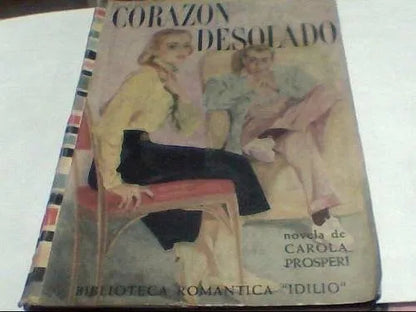 CORAZON
DESOLADO
novela de
CAROLA
PROSPERI
BIBLIOTECA ROMANTICA "IDILIO"